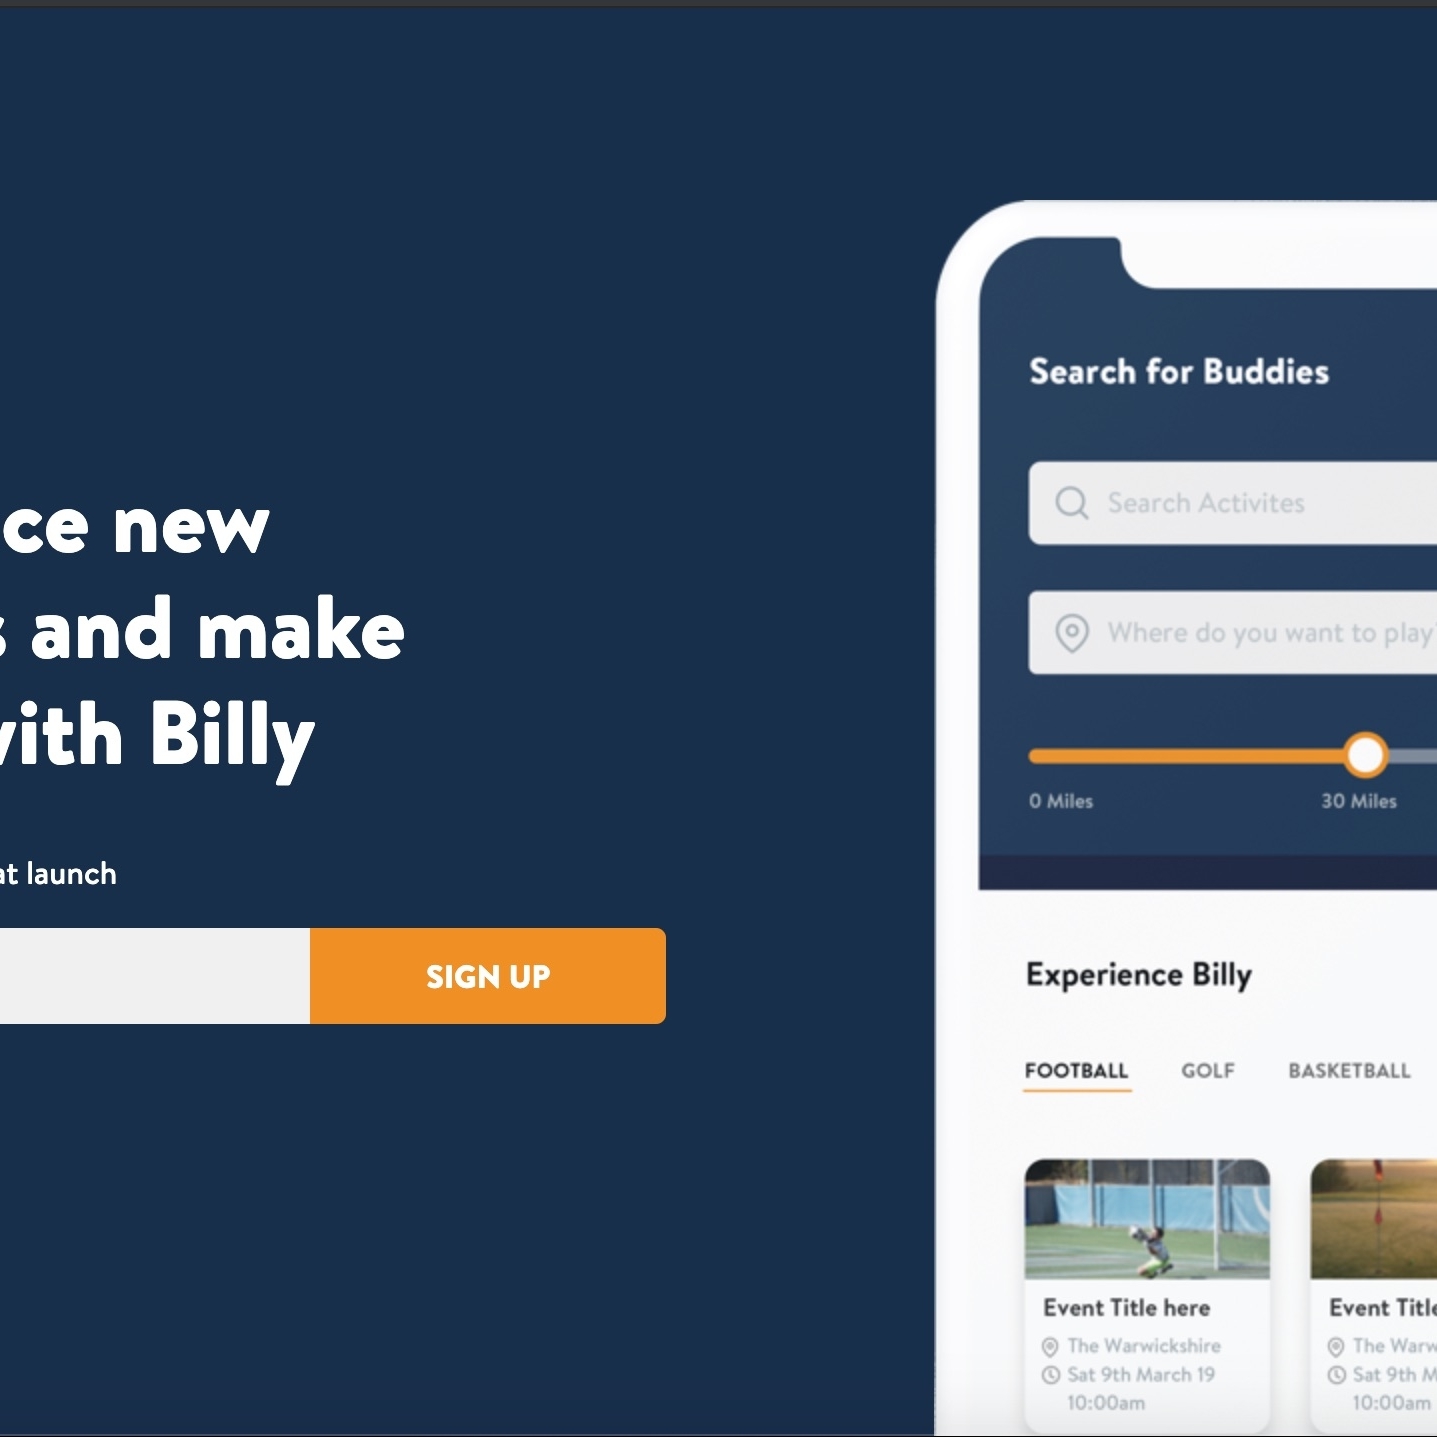 ce new
s and make
with Billy
at launch
SIGN UP
Search for Buddies
Search Activites
Where do you want to play?
0 Miles
30 Miles
Experience Billy
FOOTBALL GOLF BASKETBALL
Event Title here
The Warwickshire
Sat 9th March 19
10:00am
Event Title
The Warw
Sat 9th M
10:00am